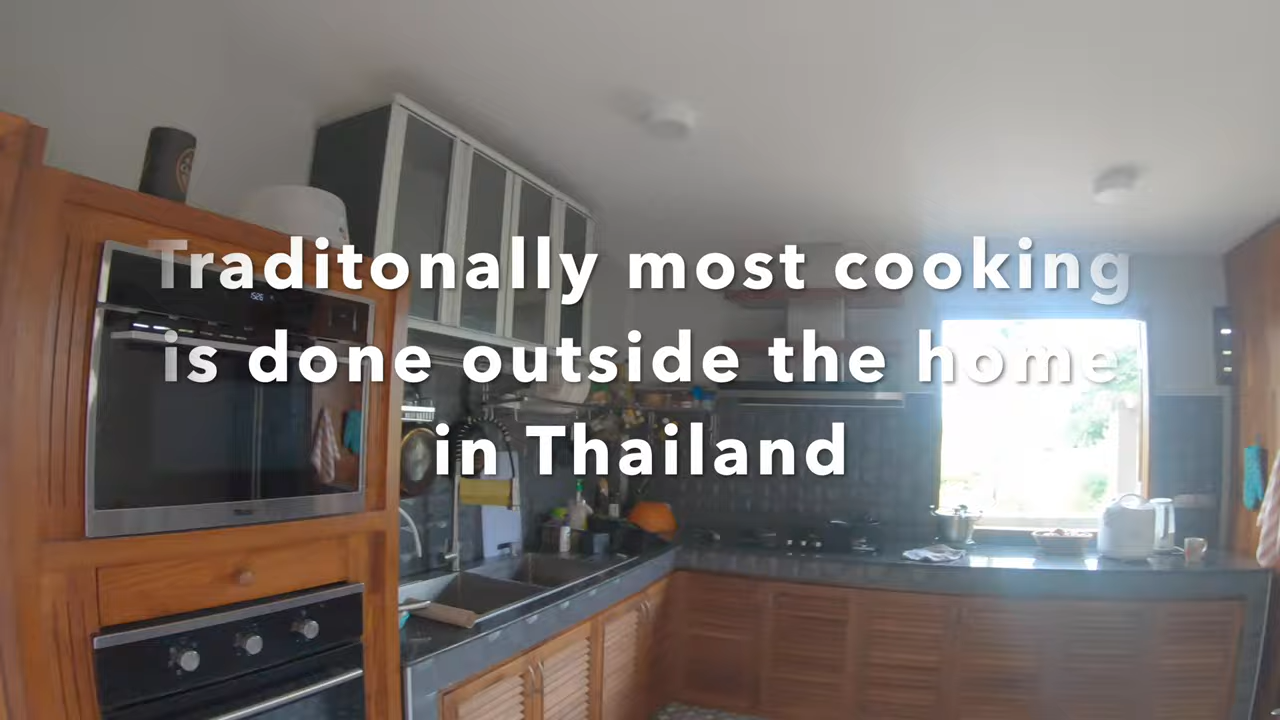 Traditonally most cooking
is done outside the home
in Thailand